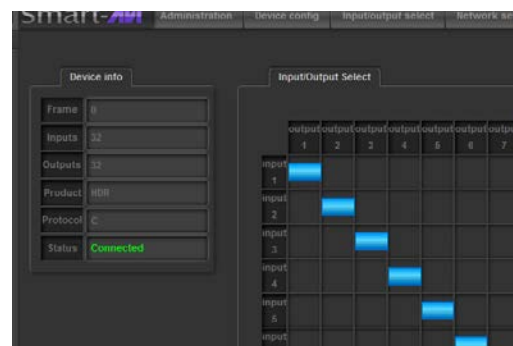 Smart-AVI Administration Device config Input/output select Network se
Device info
Frame 0
Inputs 32
Outputs 32
Product HDR
Protocol C
Status Connected
Input/Output Select
output output output output output output outpu
1 2 3 4 5 6 7
input
1
input
2
input
3
input
4
input
5
input